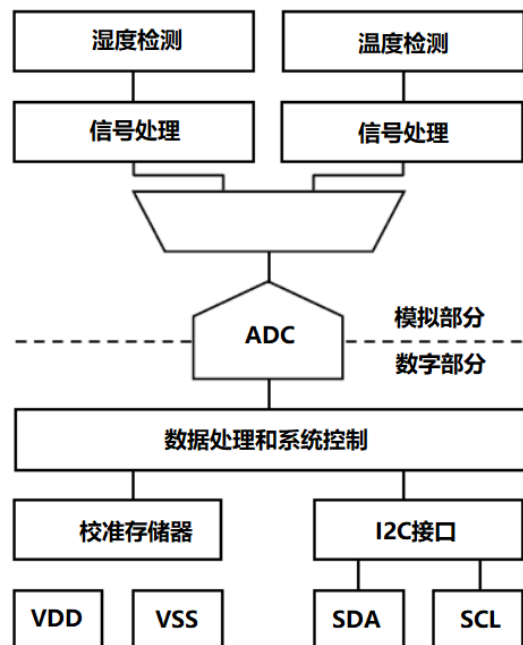 湿度检测
温度检测
信号处理
信号处理
ADC
模拟部分
数字部分
数据处理和系统控制
校准存储器
I2C接口
VDD
VSS
SDA
SCL